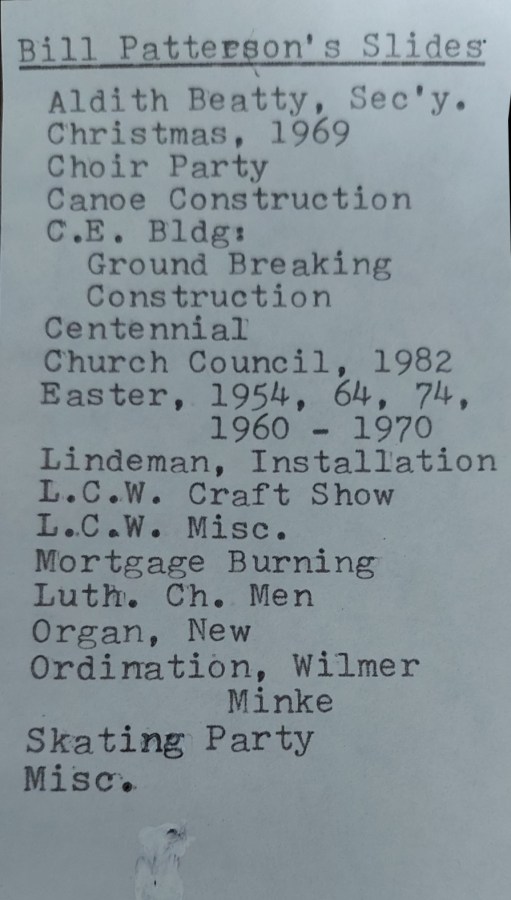 Bill Patterson's Slides
Aldith Beatty, Sec'y.
Christmas, 1969
Choir Party
Canoe Construction
C.E. Bldg:
Ground Breaking
Construction
Centennial
Church Council, 1982
Easter, 1954, 64, 74,
1960 - 1970
Lindeman, Installation
L.C.W. Craft Show
L.C.W. Misc.
Mortgage Burning
Luth. Ch. Men
Organ, New
Ordination, Wilmer
Minke
Skating Party
Misc.